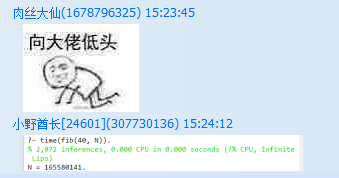 肉丝大仙(1678796325) 15:23:45
向大佬低头
小野酋长[24601](307730136) 15:24:12
?- time(fib(40, N)).
% 2,072 inferences, 0.000 CPU in 0.000 seconds (?% CPU, Infinite
Lips)
N = 165580141.